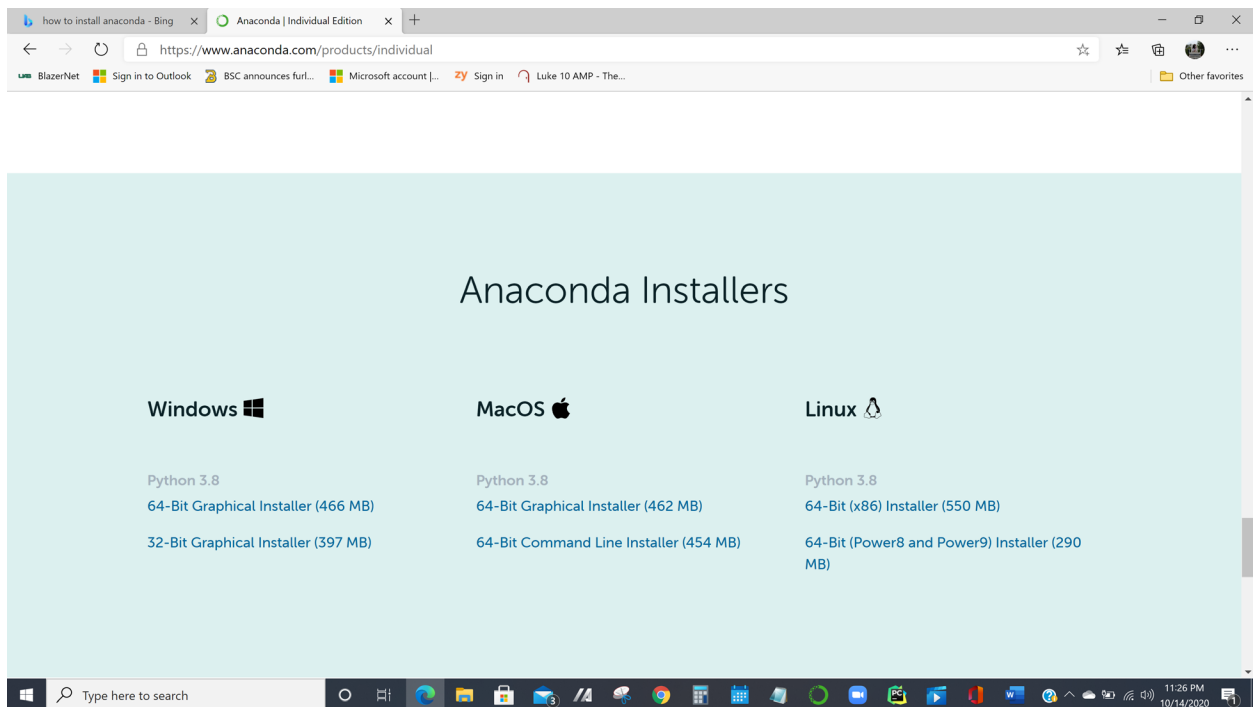 how to install anaconda - Bing
Anaconda | Individual Edition
https://www.anaconda.com/products/individual
BlazerNet
Sign in to Outlook
BSC announces furl...
Microsoft account |...
ZY Sign in
Luke 10 AMP - The...
Other favorites
Anaconda Installers
Windows
MacOS
Linux
Python 3.8
Python 3.8
Python 3.8
64-Bit Graphical Installer (466 MB)
64-Bit Graphical Installer (462 MB)
64-Bit (x86) Installer (550 MB)
32-Bit Graphical Installer (397 MB)
64-Bit Command Line Installer (454 MB)
64-Bit (Power8 and Power9) Installer (290
MB)
Type here to search
11:26 PM
10/14/2020